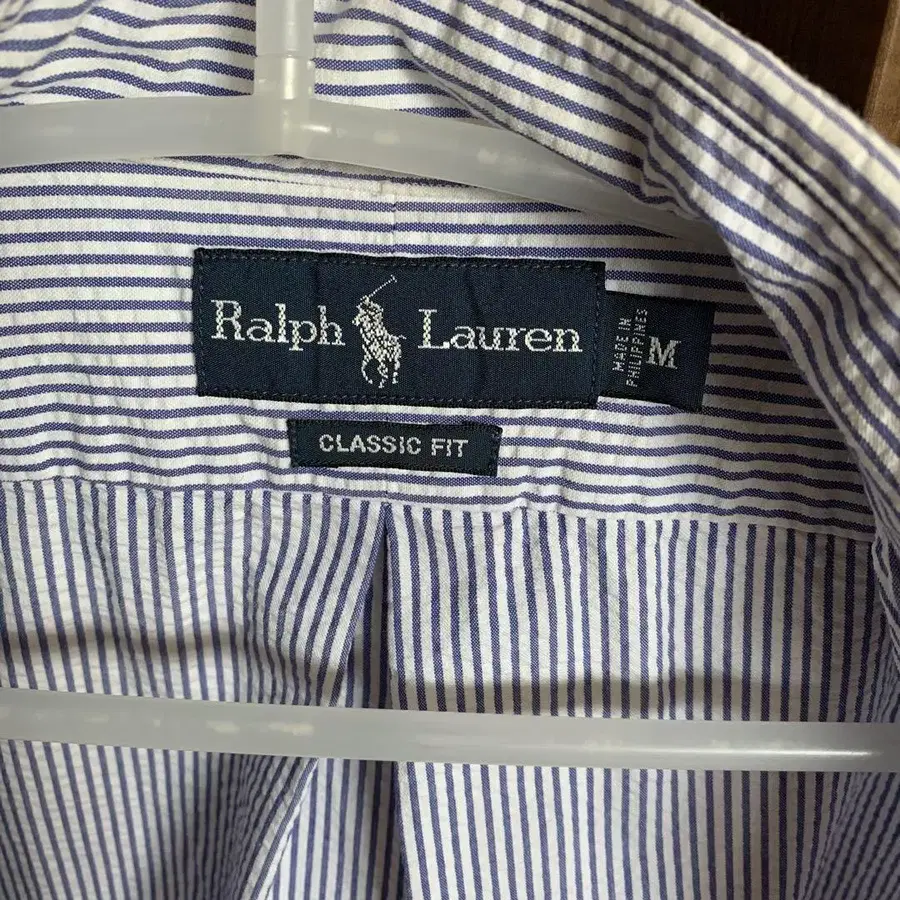 Ralph Lauren
MADE IN
PHILIPPINES
M
CLASSIC FIT